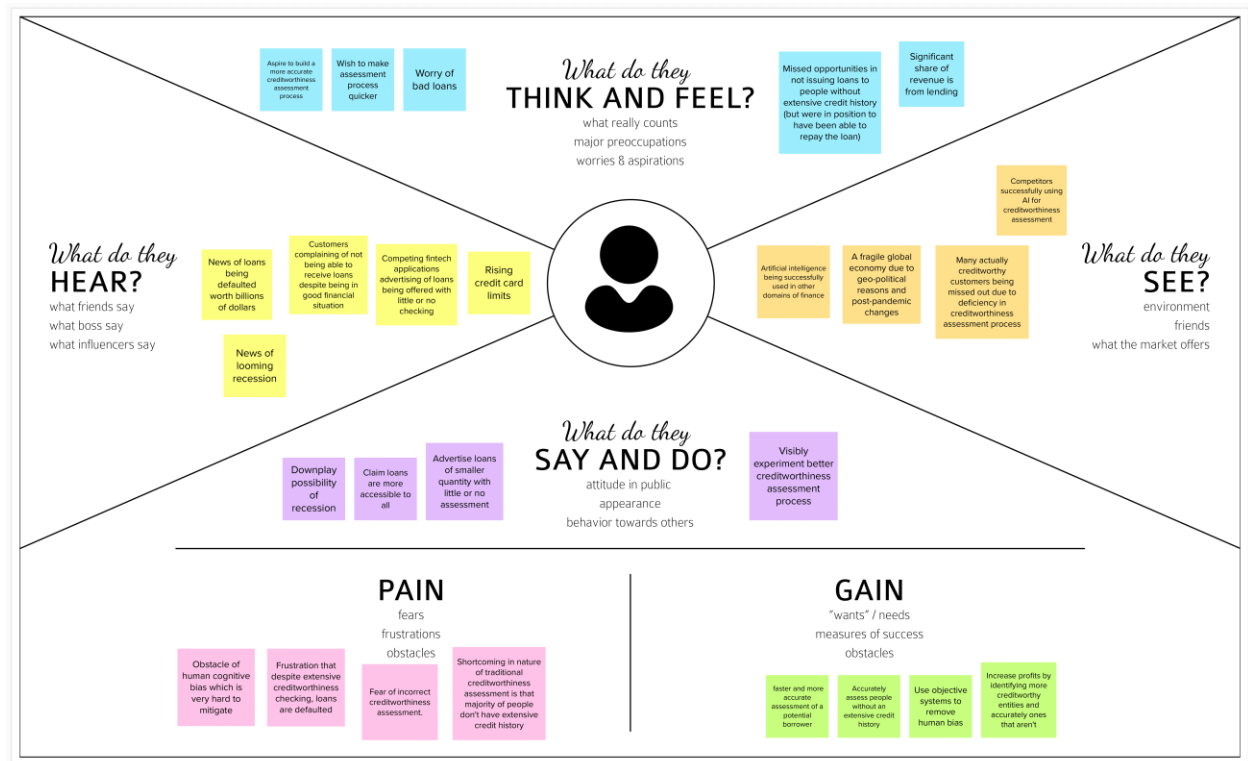 Aspire to build a
more accurate
creditworthiness
assessment
process
Wish to make
assessment
process
quicker
Worry of
bad loans
What do they
THINK AND FEEL?
what really counts
major preoccupations
worries & aspirations
Missed opportunities in
not issuing loans to
people without
extensive credit history
(but were in position to
have been able to
repay the loan)
Significant
share of
revenue is
from lending
What do they
HEAR?
what friends say
what boss say
what influencers say
News of loans
being
defaulted
worth billions
of dollars
Customers
complaining of not
being able to
receive loans
despite being in
good financial
situation
Competing fintech
applications
advertising of loans
being offered with
little or no
checking
Rising
credit card
limits
News of
looming
recession
Competitors
successfully using
AI for
creditworthiness
assessment
Artificial intelligence
being successfully
used in other
domains of finance
A fragile global
economy due to
geo-political
reasons and
post-pandemic
changes
Many actually
creditworthy
customers being
missed out due to
deficiency in
creditworthiness
assessment process
What do they
SEE?
environment
friends
what the market offers
Downplay
possibility
of
recession
Claim loans
are more
accessible to
all
Advertise loans
of smaller
quantity with
little or no
assessment
What do they
SAY AND DO?
attitude in public
appearance
behavior towards others
Visibly
experiment better
creditworthiness
assessment
process
PAIN
fears
frustrations
obstacles
Obstacle of
human cognitive
bias which is
very hard to
mitigate
Frustration that
despite extensive
creditworthiness
checking, loans
are defaulted
Fear of incorrect
creditworthiness
assessment.
Shortcoming in nature
of traditional
creditworthiness
assessment is that
majority of people
don't have extensive
credit history
GAIN
"wants" / needs
measures of success
obstacles
faster and more
accurate
assessment of a
potential
borrower
Accurately
assess people
without an
extensive credit
history
Use objective
systems to
remove
human bias
Increase profits by
identifying more
creditworthy
entities and
accurately ones
that aren't